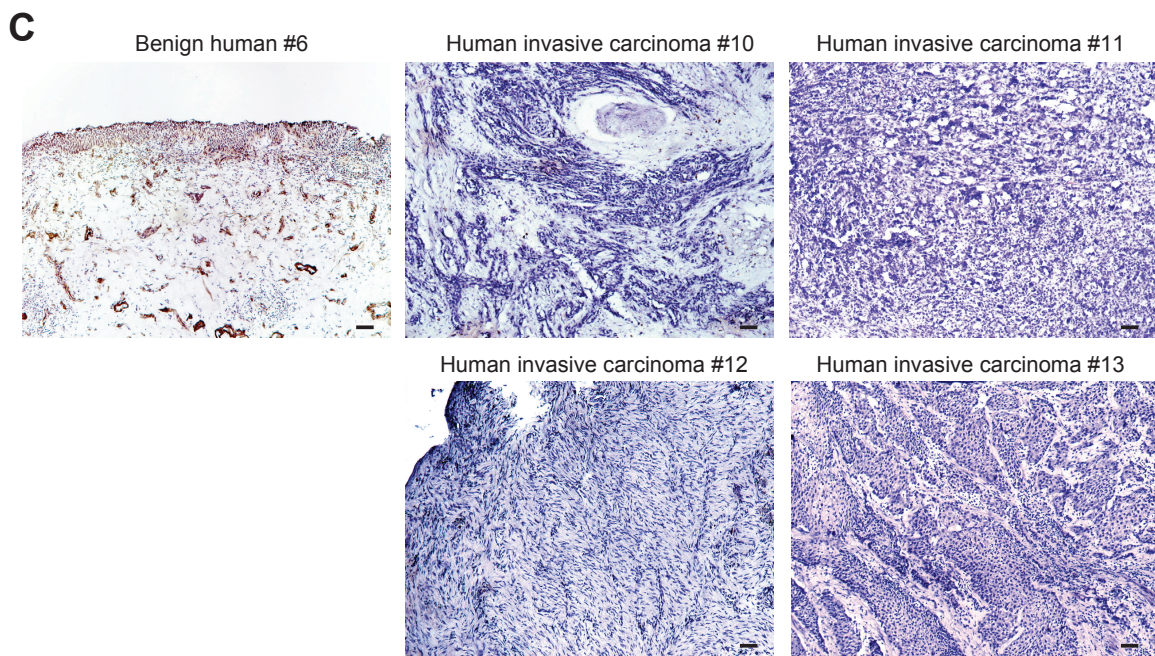 C
Benign human #6
Human invasive carcinoma #10
Human invasive carcinoma #11
Human invasive carcinoma #12
Human invasive carcinoma #13